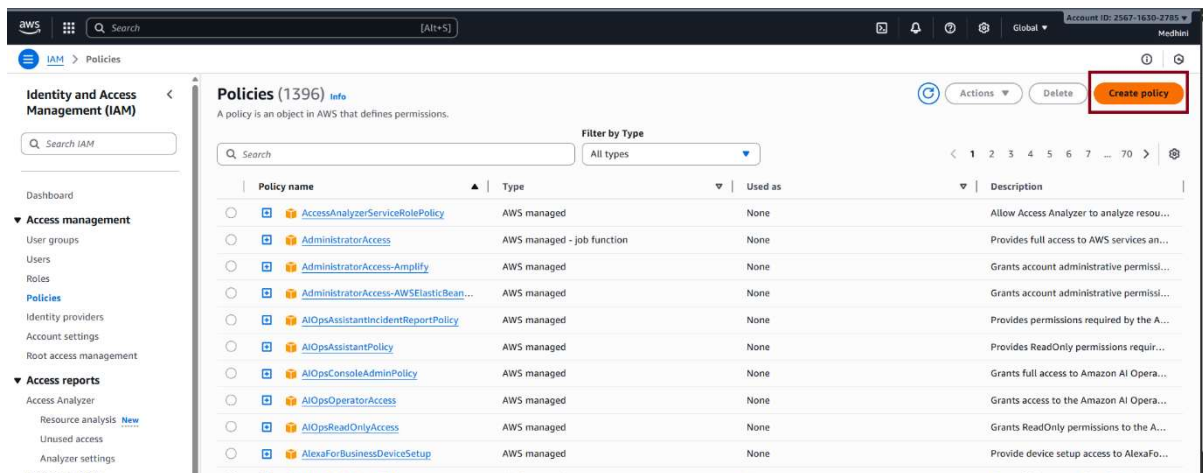 aws
Search [Alt+S]
Global
Account ID: 2567-1630-2785
Medhini
IAM > Policies
Identity and Access Management (IAM)
Search IAM
Dashboard
Access management
User groups
Users
Roles
Policies
Identity providers
Account settings
Root access management
Access reports
Access Analyzer
Resource analysis New
Unused access
Analyzer settings
Policies (1396) Info
A policy is an object in AWS that defines permissions.
Actions Delete Create policy
Filter by Type
Search All types < 1 2 3 4 5 6 7 ... 70 >
Policy name Type Used as Description
AccessAnalyzerServiceRolePolicy AWS managed None Allow Access Analyzer to analyze resou...
AdministratorAccess AWS managed - job function None Provides full access to AWS services an...
AdministratorAccess-Amplify AWS managed None Grants account administrative permissi...
AdministratorAccess-AWSElasticBean... AWS managed None Grants account administrative permissi...
AIOpsAssistantIncidentReportPolicy AWS managed None Provides permissions required by the A...
AIOpsAssistantPolicy AWS managed None Provides ReadOnly permissions requir...
AIOpsConsoleAdminPolicy AWS managed None Grants full access to Amazon AI Opera...
AIOpsOperatorAccess AWS managed None Grants access to the Amazon AI Opera...
AIOpsReadOnlyAccess AWS managed None Grants ReadOnly permissions to the A...
AlexaForBusinessDeviceSetup AWS managed None Provide device setup access to AlexaFo...